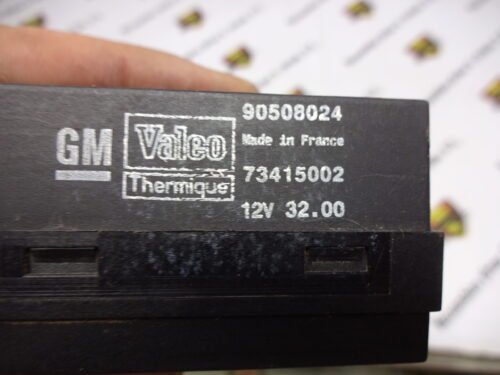 GM
Valeo
Thermique
90508024
Made in France
73415002
12V 32.00